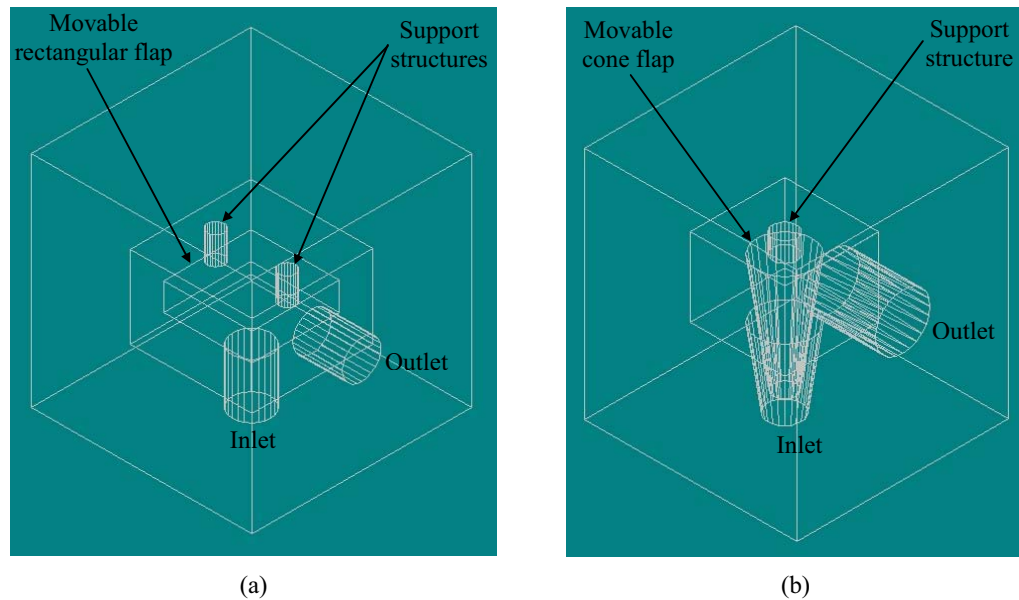 Movable
rectangular flap
Support
structures
Outlet
Inlet
(a)
Movable
cone flap
Support
structure
Outlet
Inlet
(b)